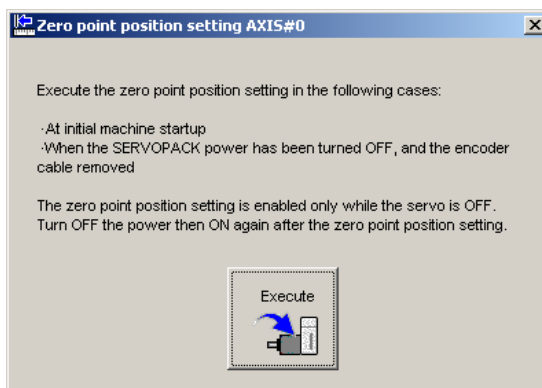 Zero point position setting AXIS#0
Execute the zero point position setting in the following cases:
·At initial machine startup
·When the SERVOPACK power has been turned OFF, and the encoder
cable removed
The zero point position setting is enabled only while the servo is OFF.
Turn OFF the power then ON again after the zero point position setting.
Execute